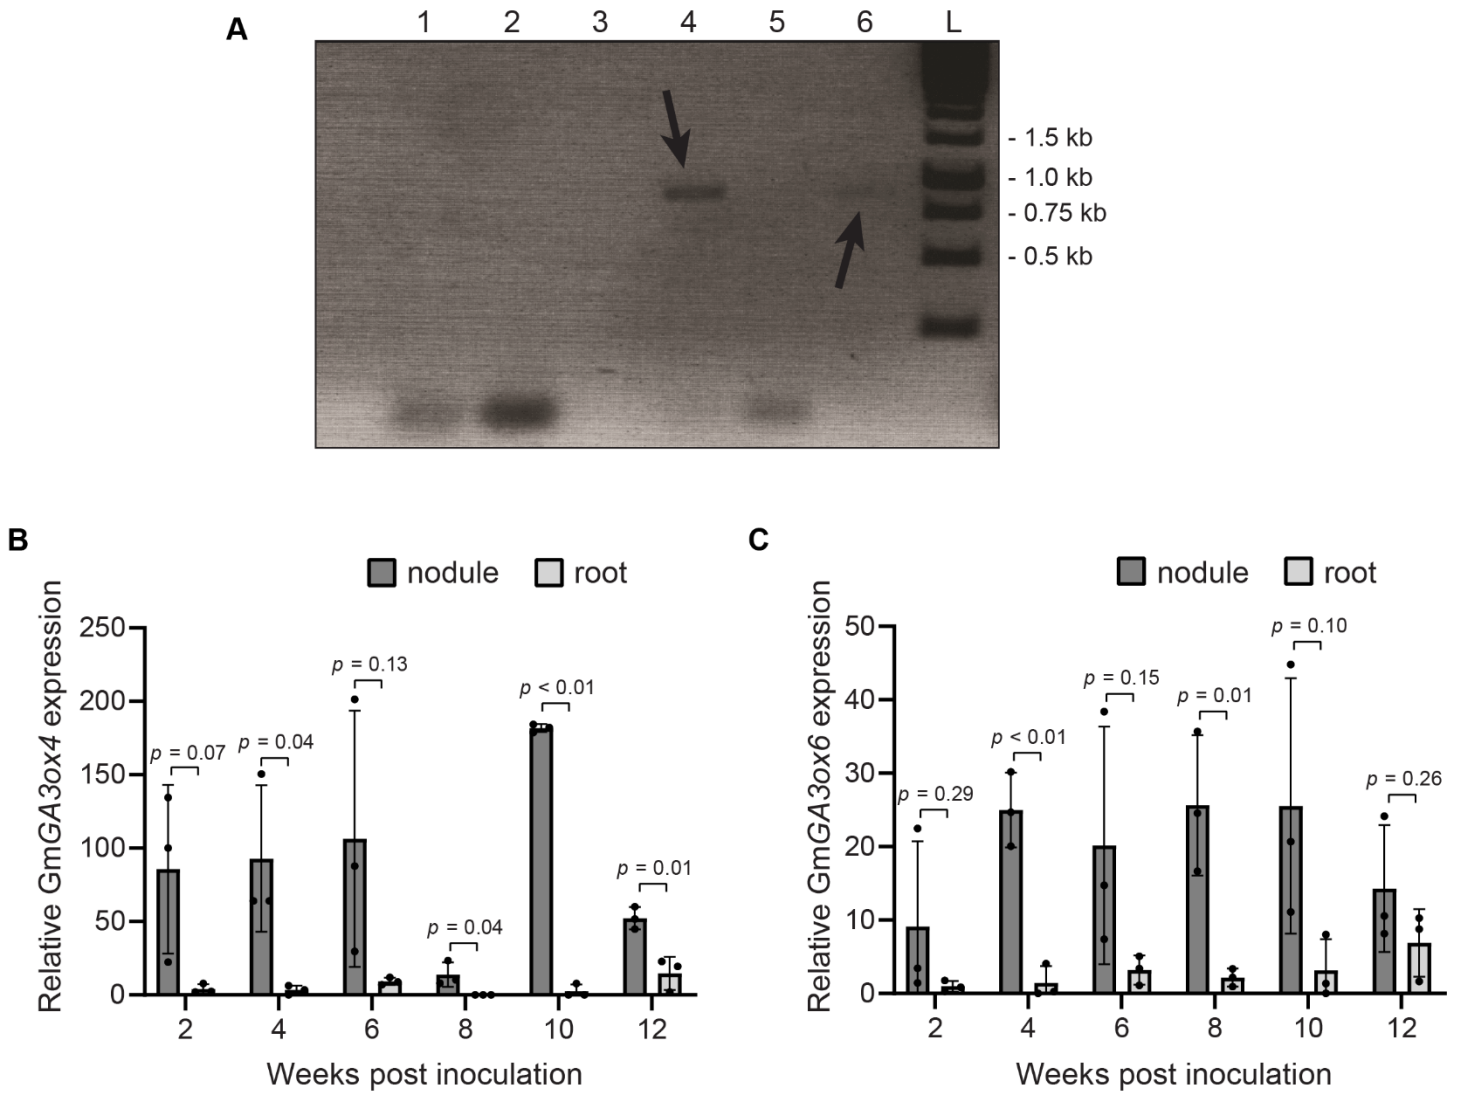 A
1 2 3 4 5 6 L
- 1.5 kb
- 1.0 kb
- 0.75 kb
- 0.5 kb
B
nodule root
Relative GmGA3ox4 expression
250
200
150
100
50
0
p = 0.07
p = 0.04
p = 0.13
p = 0.04
p < 0.01
p = 0.01
2 4 6 8 10 12
Weeks post inoculation
C
nodule root
Relative GmGA3ox6 expression
50
40
30
20
10
0
p = 0.29
p < 0.01
p = 0.15
p = 0.01
p = 0.10
p = 0.26
2 4 6 8 10 12
Weeks post inoculation